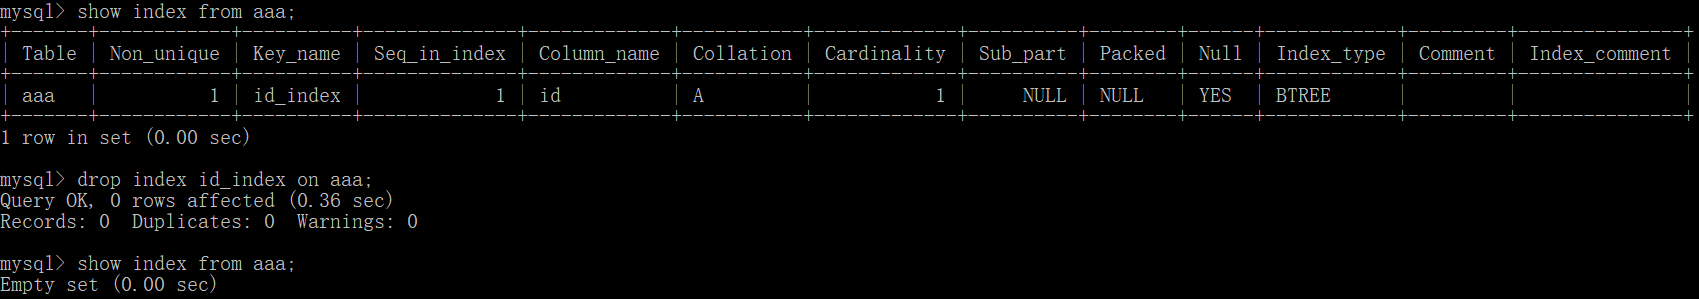 mysql> show index from aaa;
+-------+------------+----------+--------------+-------------+-----------+-------------+----------+--------+------+------------+---------+---------------+
| Table | Non_unique | Key_name | Seq_in_index | Column_name | Collation | Cardinality | Sub_part | Packed | Null | Index_type | Comment | Index_comment |
+-------+------------+----------+--------------+-------------+-----------+-------------+----------+--------+------+------------+---------+---------------+
| aaa   |          1 | id_index |            1 | id          | A         |           1 |     NULL | NULL   | YES  | BTREE      |         |               |
+-------+------------+----------+--------------+-------------+-----------+-------------+----------+--------+------+------------+---------+---------------+
1 row in set (0.00 sec)
mysql> drop index id_index on aaa;
Query OK, 0 rows affected (0.36 sec)
Records: 0  Duplicates: 0  Warnings: 0
mysql> show index from aaa;
Empty set (0.00 sec)